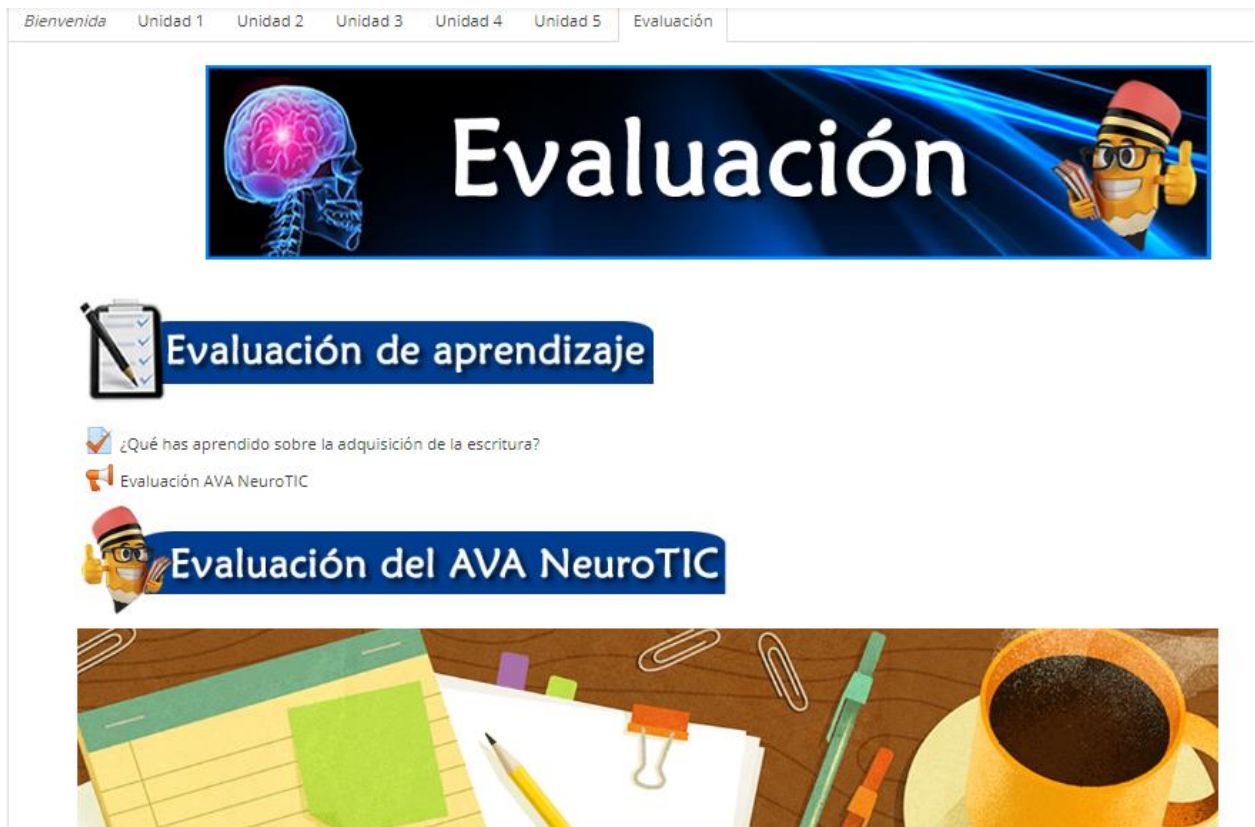 Bienvenida Unidad 1 Unidad 2 Unidad 3 Unidad 4 Unidad 5 Evaluación
Evaluación
Evaluación de aprendizaje
¿Qué has aprendido sobre la adquisición de la escritura?
Evaluación AVA NeuroTIC
Evaluación del AVA NeuroTIC